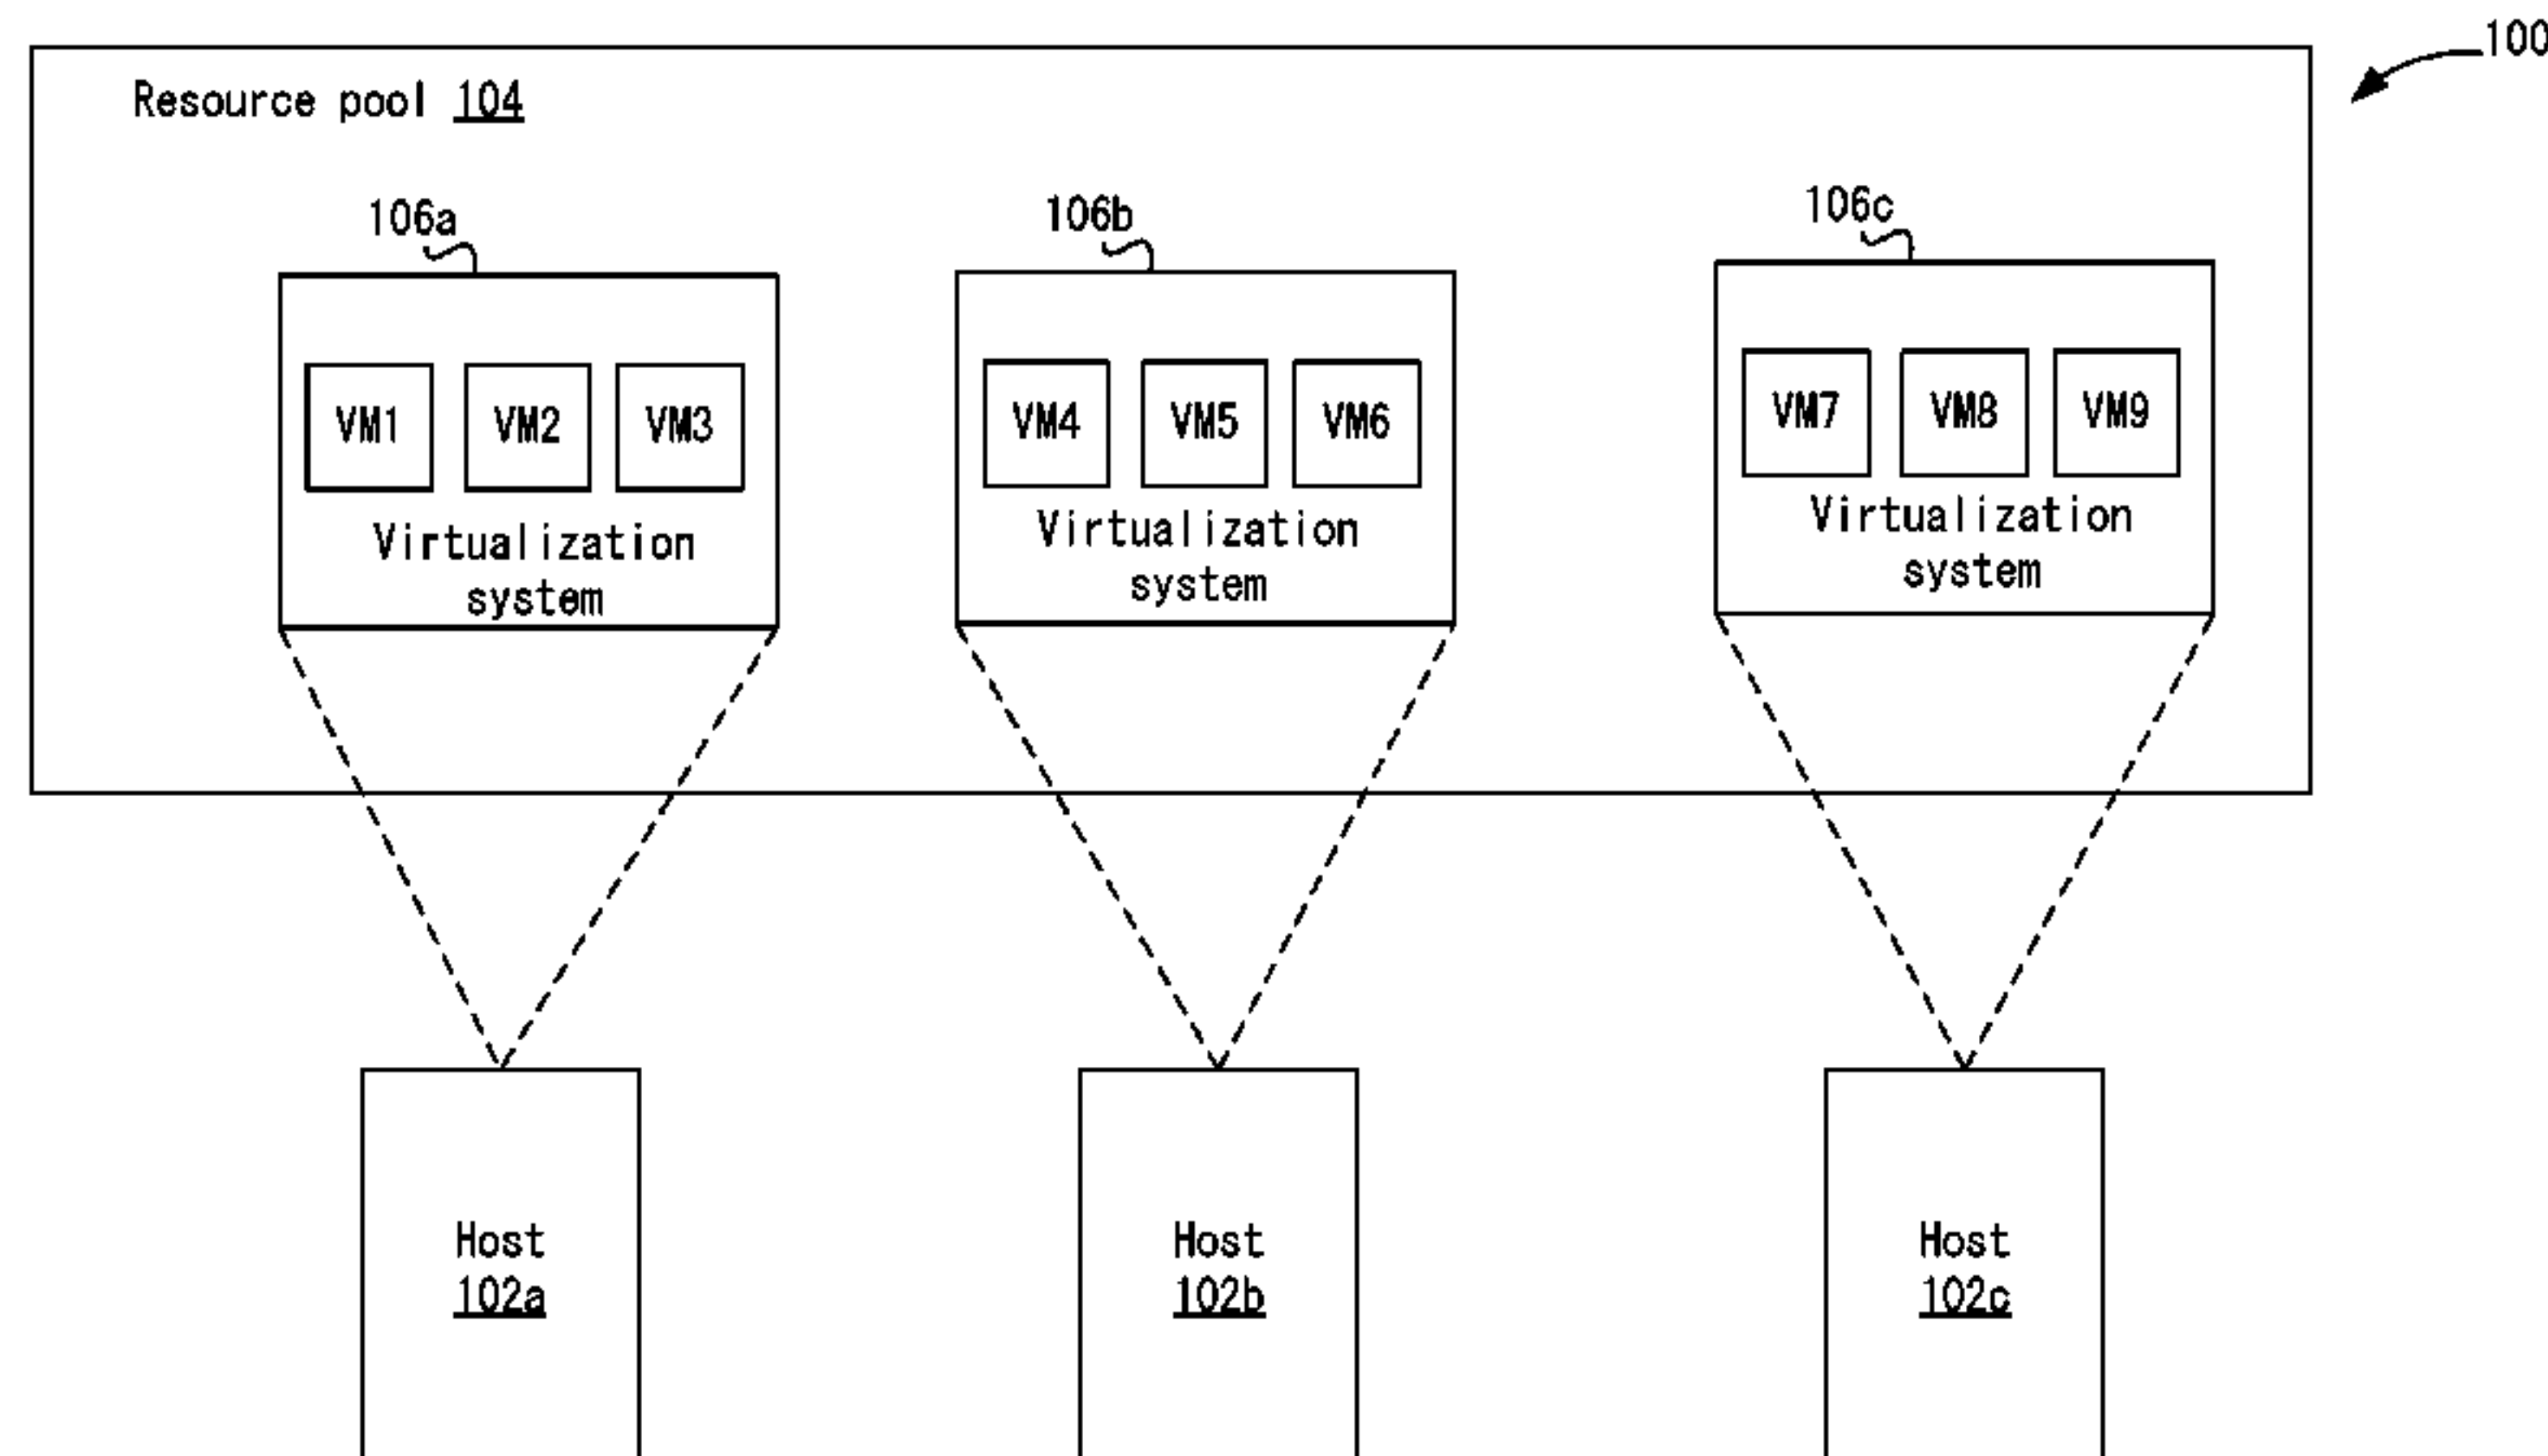 100
Resource pool 104
106a
106b
106c
VM1 VM2 VM3
VM4 VM5 VM6
VM7 VM8 VM9
Virtualization
system
Virtualization
system
Virtualization
system
Host
102a
Host
102b
Host
102c